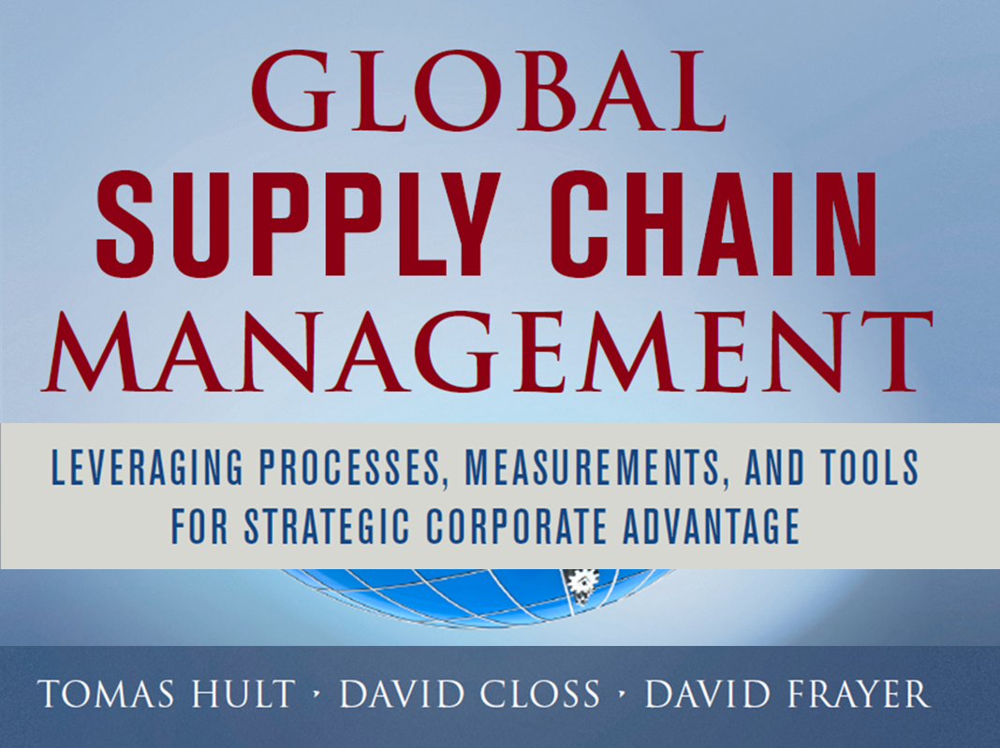 GLOBAL
SUPPLY CHAIN
MANAGEMENT
LEVERAGING PROCESSES, MEASUREMENTS, AND TOOLS
FOR STRATEGIC CORPORATE ADVANTAGE
TOMAS HULT · DAVID CLOSS · DAVID FRAYER